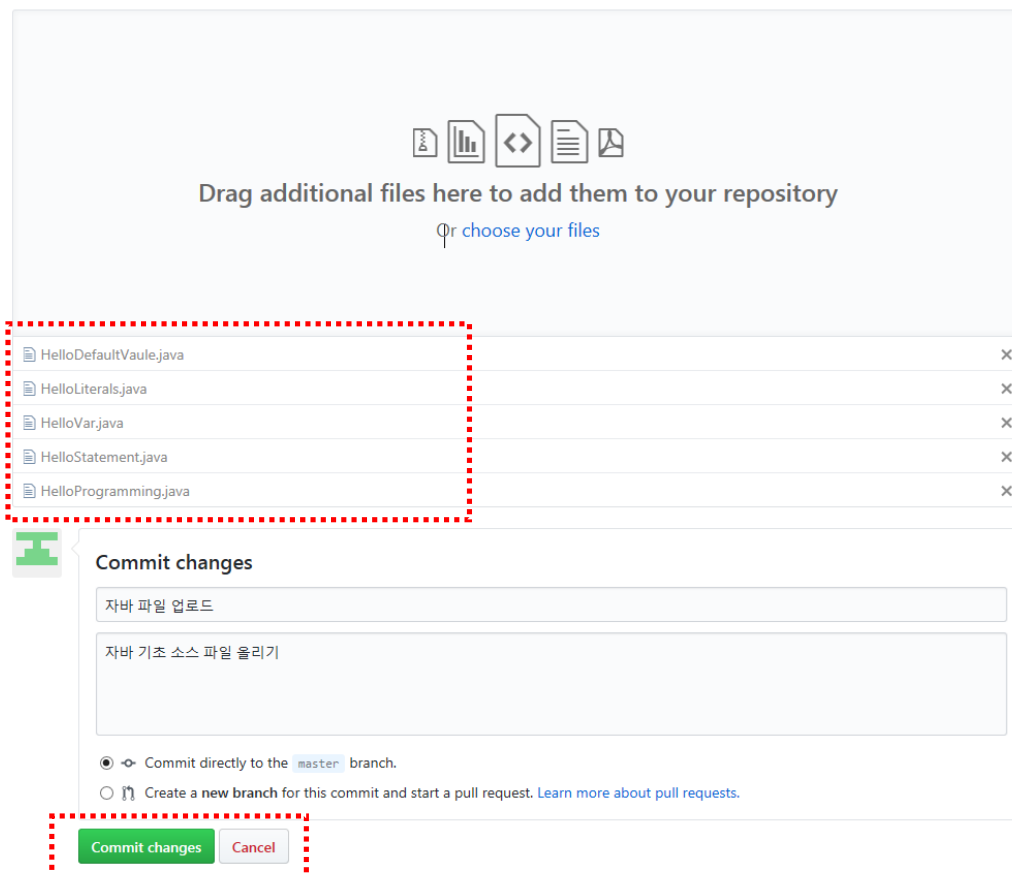 Drag additional files here to add them to your repository
Or choose your files
HelloDefaultVaule.java
HelloLiterals.java
HelloVar.java
HelloStatement.java
HelloProgramming.java
Commit changes
자바 파일 업로드
자바 기초 소스 파일 올리기
Commit directly to the master branch.
Create a new branch for this commit and start a pull request. Learn more about pull requests.
Commit changes Cancel